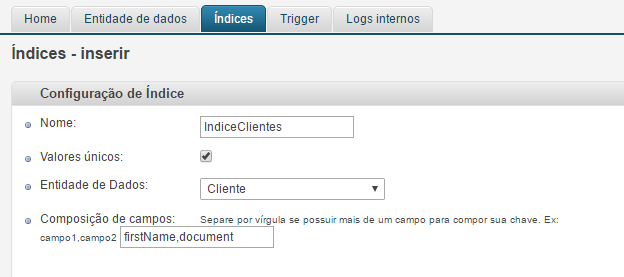 Home Entidade de dados Índices Trigger Logs internos
Índices - inserir
Configuração de Índice
Nome: IndiceClientes
Valores únicos:
Entidade de Dados: Cliente
Composição de campos: Separe por vírgula se possuir mais de um campo para compor sua chave. Ex:
campo1,campo2 firstName,document